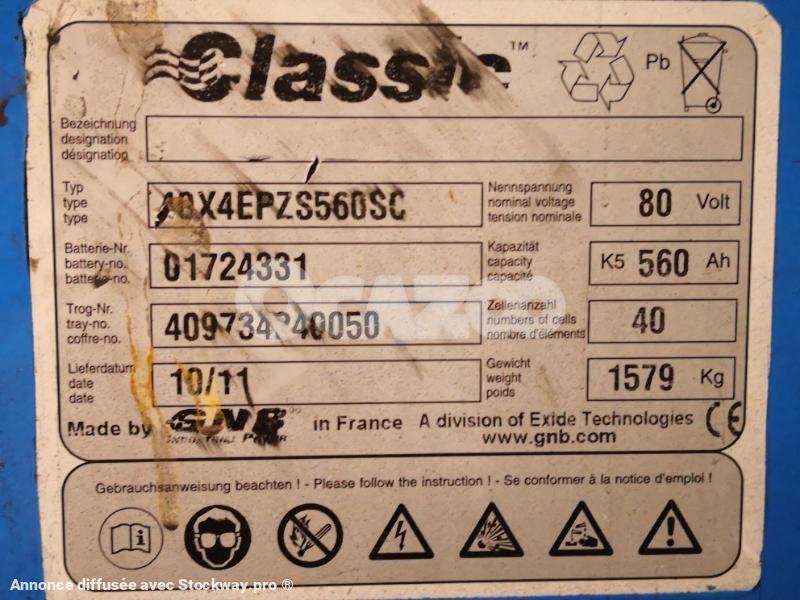 Classic™
Pb
Bezeichnung
designation
désignation
Typ
type
type
40X4EPZS560SC
Nennspannung
nominal voltage
tension nominale
80 Volt
Batterie-Nr.
battery-no.
batterie-no.
01724331
Kapazität
capacity
capacité
K5 560 Ah
Trog-Nr.
tray-no.
coffre-no.
Zellenanzahl
numbers of cells
nombre d'éléments
40
Lieferdatum
date
date
10/11
Gewicht
weight
poids
1579 Kg
Made by GNB® in France A division of Exide Technologies CE
INDUSTRIAL POWER
www.gnb.com
Gebrauchsanweisung beachten ! - Please follow the instruction ! - Se conformer à la notice d'emploi !
Annonce diffusée avec Stockway.pro ®